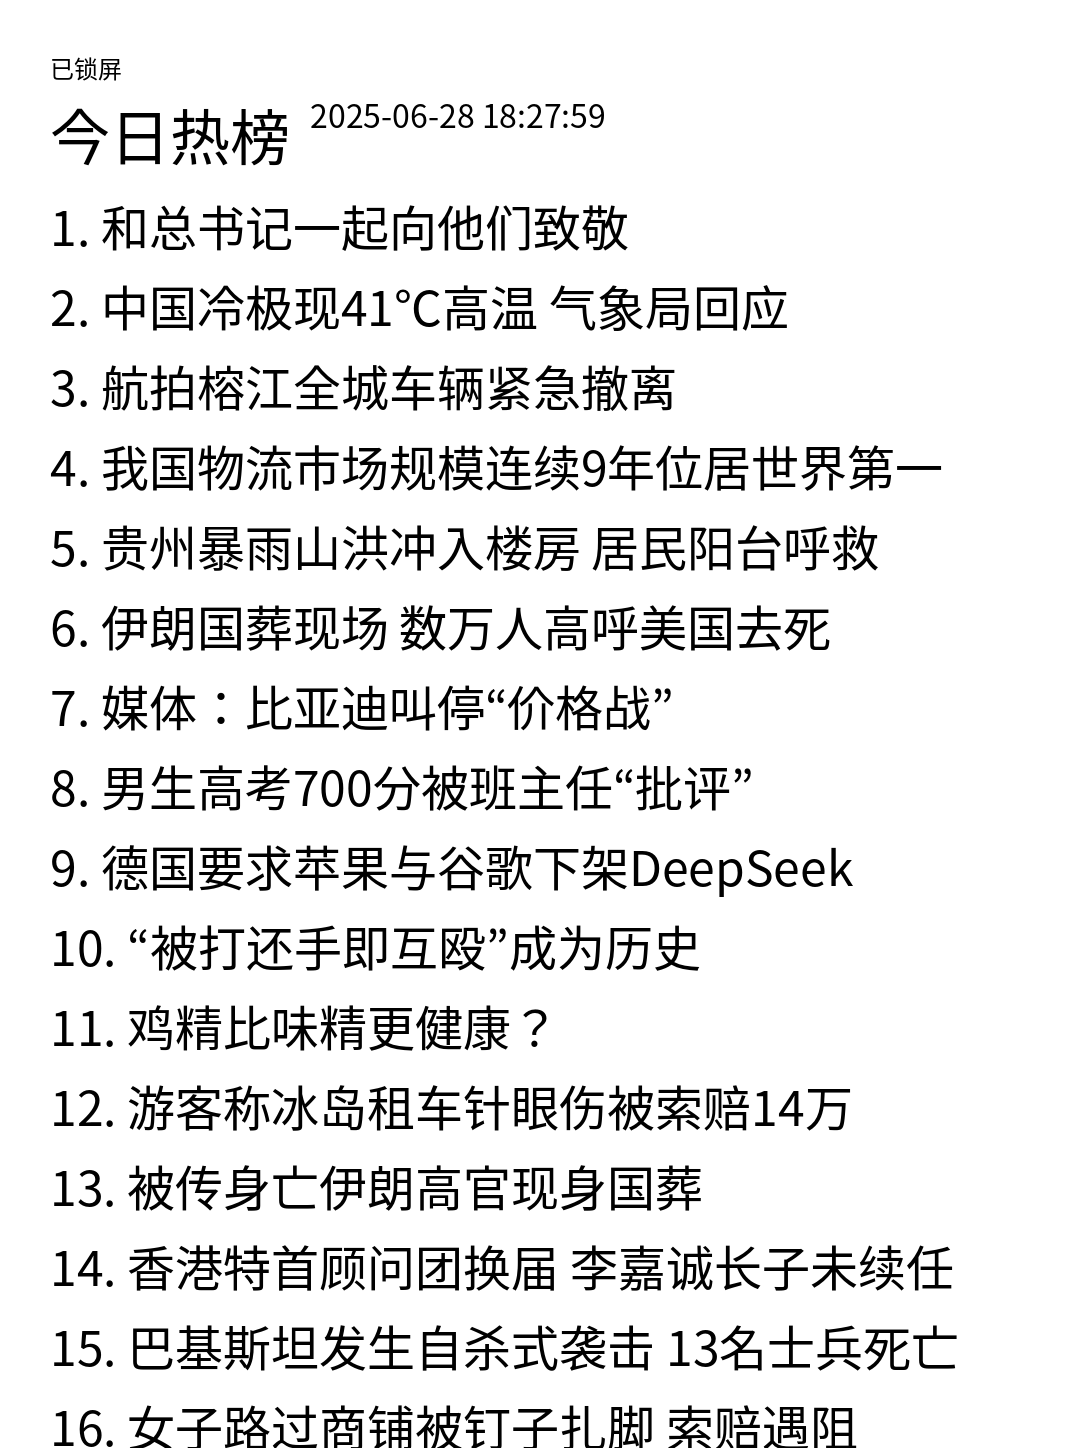 已锁屏
今日热榜 2025-06-28 18:27:59
1. 和总书记一起向他们致敬
2. 中国冷极现41℃高温 气象局回应
3. 航拍榕江全城车辆紧急撤离
4. 我国物流市场规模连续9年位居世界第一
5. 贵州暴雨山洪冲入楼房 居民阳台呼救
6. 伊朗国葬现场 数万人高呼美国去死
7. 媒体：比亚迪叫停“价格战”
8. 男生高考700分被班主任“批评”
9. 德国要求苹果与谷歌下架DeepSeek
10. “被打还手即互殴”成为历史
11. 鸡精比味精更健康？
12. 游客称冰岛租车针眼伤被索赔14万
13. 被传身亡伊朗高官现身国葬
14. 香港特首顾问团换届 李嘉诚长子未续任
15. 巴基斯坦发生自杀式袭击 13名士兵死亡
16. 女子路过商铺被钉子扎脚 索赔遇阻